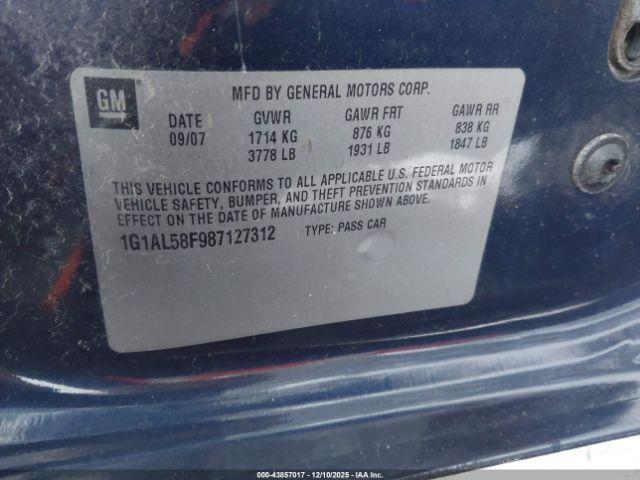 GM
MFD BY GENERAL MOTORS CORP.
DATE GVWR GAWR FRT GAWR RR
09/07 1714 KG 876 KG 838 KG
3778 LB 1931 LB 1847 LB
THIS VEHICLE CONFORMS TO ALL APPLICABLE U.S. FEDERAL MOTOR
VEHICLE SAFETY, BUMPER, AND THEFT PREVENTION STANDARDS IN
EFFECT ON THE DATE OF MANUFACTURE SHOWN ABOVE.
1G1AL58F987127312 TYPE: PASS CAR
000-43857017 - 12/10/2025 - IAA Inc.